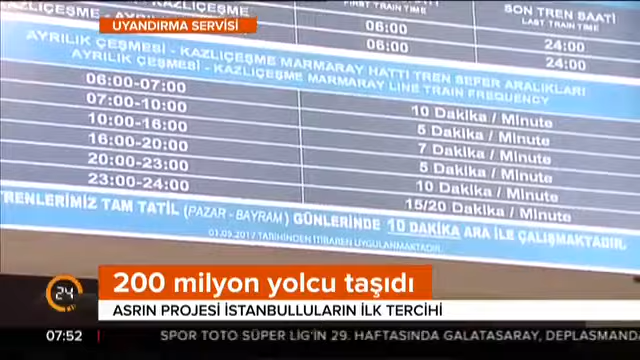 UYANDIRMA SERVİSİ
FIRST TRAIN TIME
SON TREN SAATİ
LAST TRAIN TIME
06:00
24:00
06:00
24:00
AYRILIK ÇEŞMESİ - KAZLIÇEŞME MARMARAY HATTI TREN SEFER ARALIKLARI
AYRILIK ÇEŞMESİ - KAZLIÇEŞME MARMARAY LINE TRAIN FREQUENCY
06:00-07:00 10 Dakika / Minute
07:00-10:00 5 Dakika / Minute
10:00-16:00 7 Dakika / Minute
16:00-20:00 5 Dakika / Minute
20:00-23:00 10 Dakika / Minute
23:00-24:00 15/20 Dakika / Minute
TRENLERİMİZ TAM TATİL (PAZAR - BAYRAM) GÜNLERİNDE 10 DAKİKA ARA İLE ÇALIŞMAKTADIR.
TARİHİNDEN İTİBAREN UYGULANMAKTADIR.
200 milyon yolcu taşıdı
24
ASRIN PROJESİ İSTANBULLULARIN İLK TERCİHİ
07:52 SPOR TOTO SÜPER LİG'İN 29. HAFTASINDA GALATASARAY, DEPLASMANDA